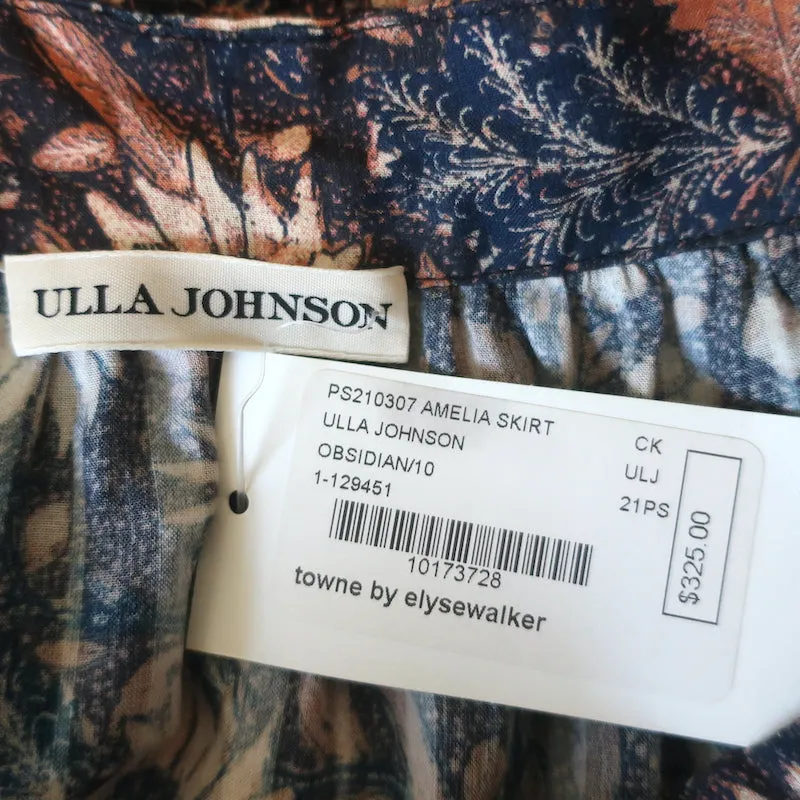 ULLA JOHNSON
PS210307 AMELIA SKIRT
ULLA JOHNSON
OBSIDIAN/10
1-129451
CK
ULJ
21PS
$325.00
10173728
towne by elysewalker